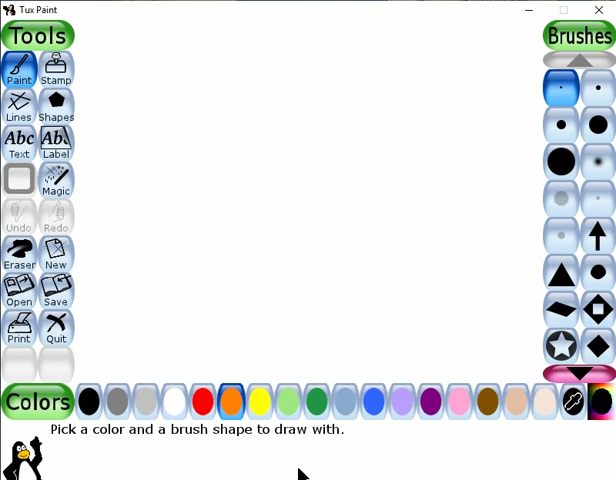 Tux Paint
Tools
Brushes
Paint
Stamp
Lines
Shapes
Abc
Abc
Text
Label
Magic
Undo
Redo
Eraser
New
Open
Save
Print
Quit
Colors
Pick a color and a brush shape to draw with.